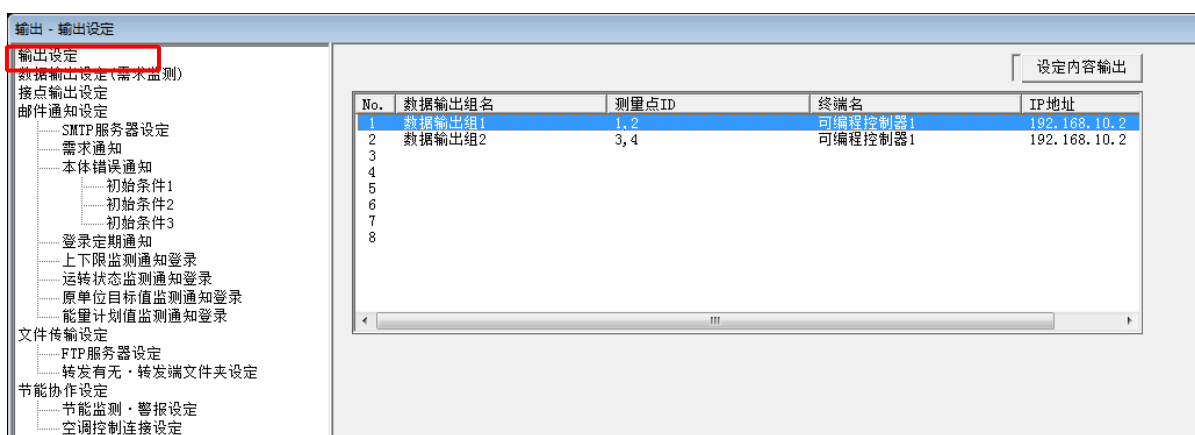 输出 - 输出设定
输出设定
数据输出设定(需求监测)
接点输出设定
邮件通知设定
SMTP服务器设定
需求通知
本体错误通知
初始条件1
初始条件2
初始条件3
登录定期通知
上下限监测通知登录
运转状态监测通知登录
原单位目标值监测通知登录
能量计划值监测通知登录
文件传输设定
FTP服务器设定
转发有无·转发端文件夹设定
节能协作设定
节能监测·警报设定
空调控制连接设定
设定内容输出
No. 数据输出组名 测量点ID 终端名 IP地址
1 数据输出组1 1,2 可编程控制器1 192.168.10.2
2 数据输出组2 3,4 可编程控制器1 192.168.10.2
3
4
5
6
7
8